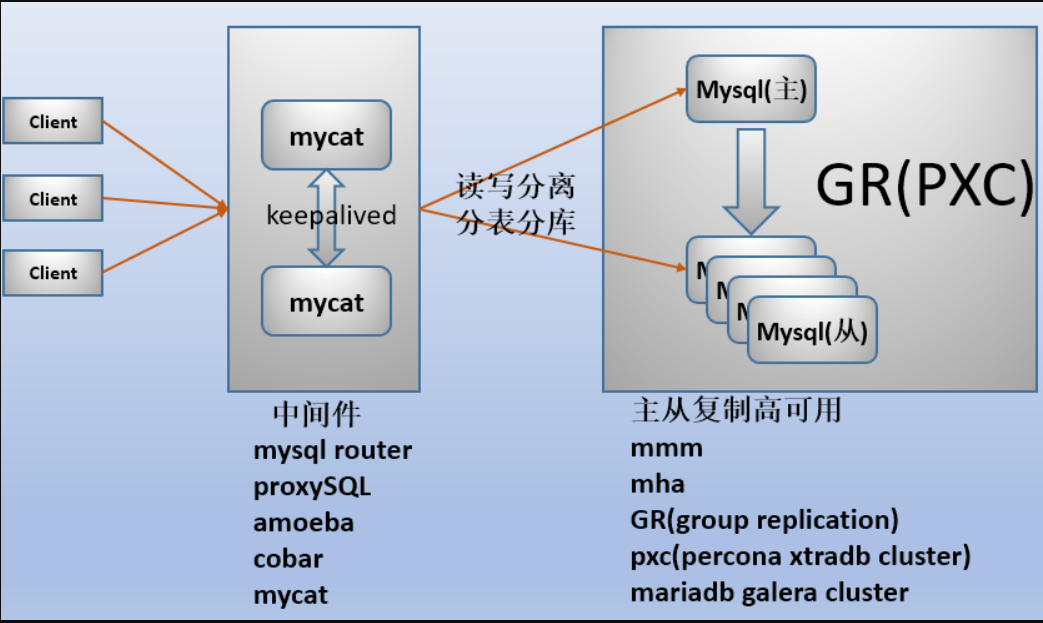 Client
Client
Client
mycat
keepalived
mycat
中间件
mysql router
proxySQL
amoeba
cobar
mycat
读写分离
分表分库
Mysql(主)
GR(PXC)
M
M
M
Mysql(从)
主从复制高可用
mmm
mha
GR(group replication)
pxc(percona xtradb cluster)
mariadb galera cluster